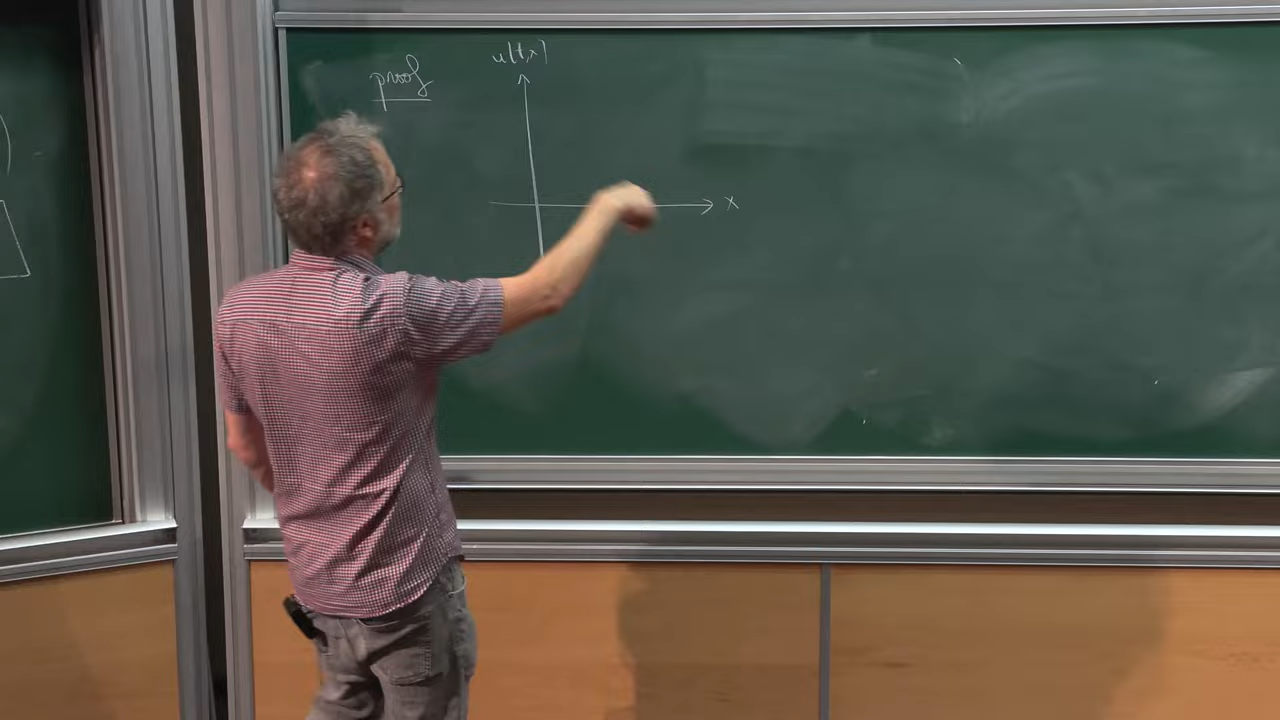 proof
u(t,x)
x